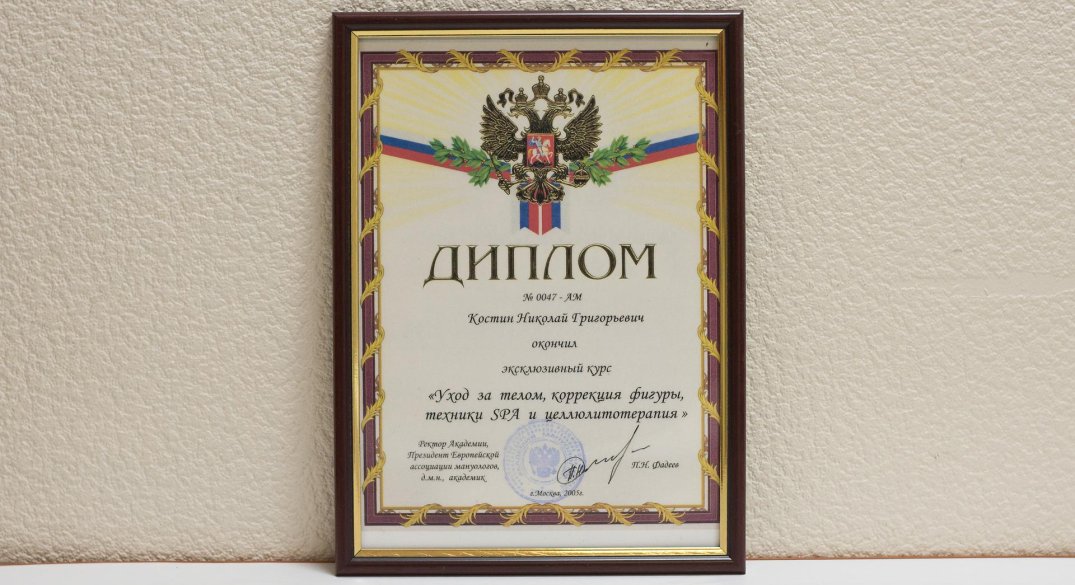 ДИПЛОМ
№ 0047 - АМ
Костин Николай Григорьевич
окончил
эксклюзивный курс
«Уход за телом, коррекция фигуры,
техники SPA и целлюлитотерапия»
Ректор Академии,
Президент Европейской
ассоциации мануологов,
д.м.н., академик
П.Н. Фадеев
г.Москва, 2005г.